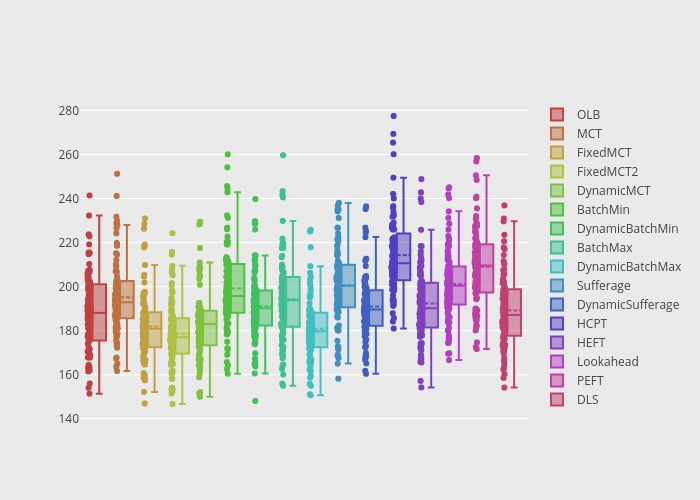 280
260
240
220
200
180
160
140
OLB
MCT
FixedMCT
FixedMCT2
DynamicMCT
BatchMin
DynamicBatchMin
BatchMax
DynamicBatchMax
Sufferage
DynamicSufferage
HCPT
HEFT
Lookahead
PEFT
DLS